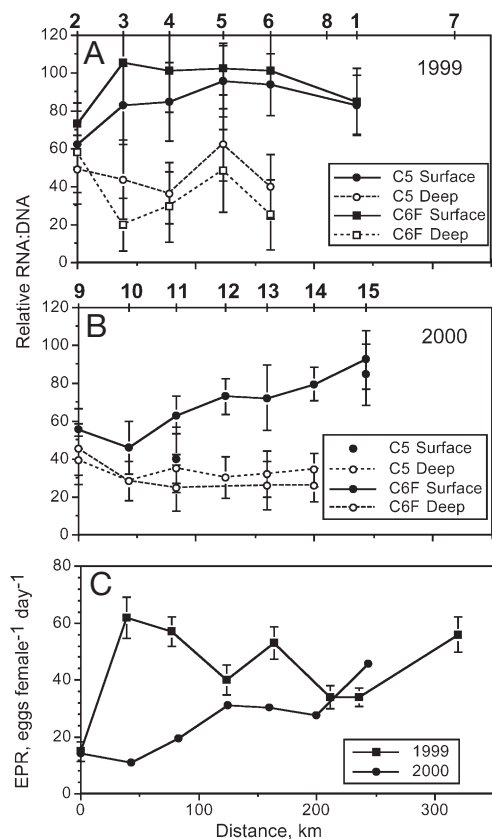 2 3 4 5 6 8 1 7
120
A
1999
100
80
60
40
20
0
C5 Surface
C5 Deep
C6F Surface
C6F Deep
Relative RNA:DNA
9 10 11 12 13 14 15
120
B
2000
100
80
60
40
20
0
C5 Surface
C5 Deep
C6F Surface
C6F Deep
80
C
60
40
20
0
EPR, eggs female-1 day-1
1999
2000
0 100 200 300
Distance, km